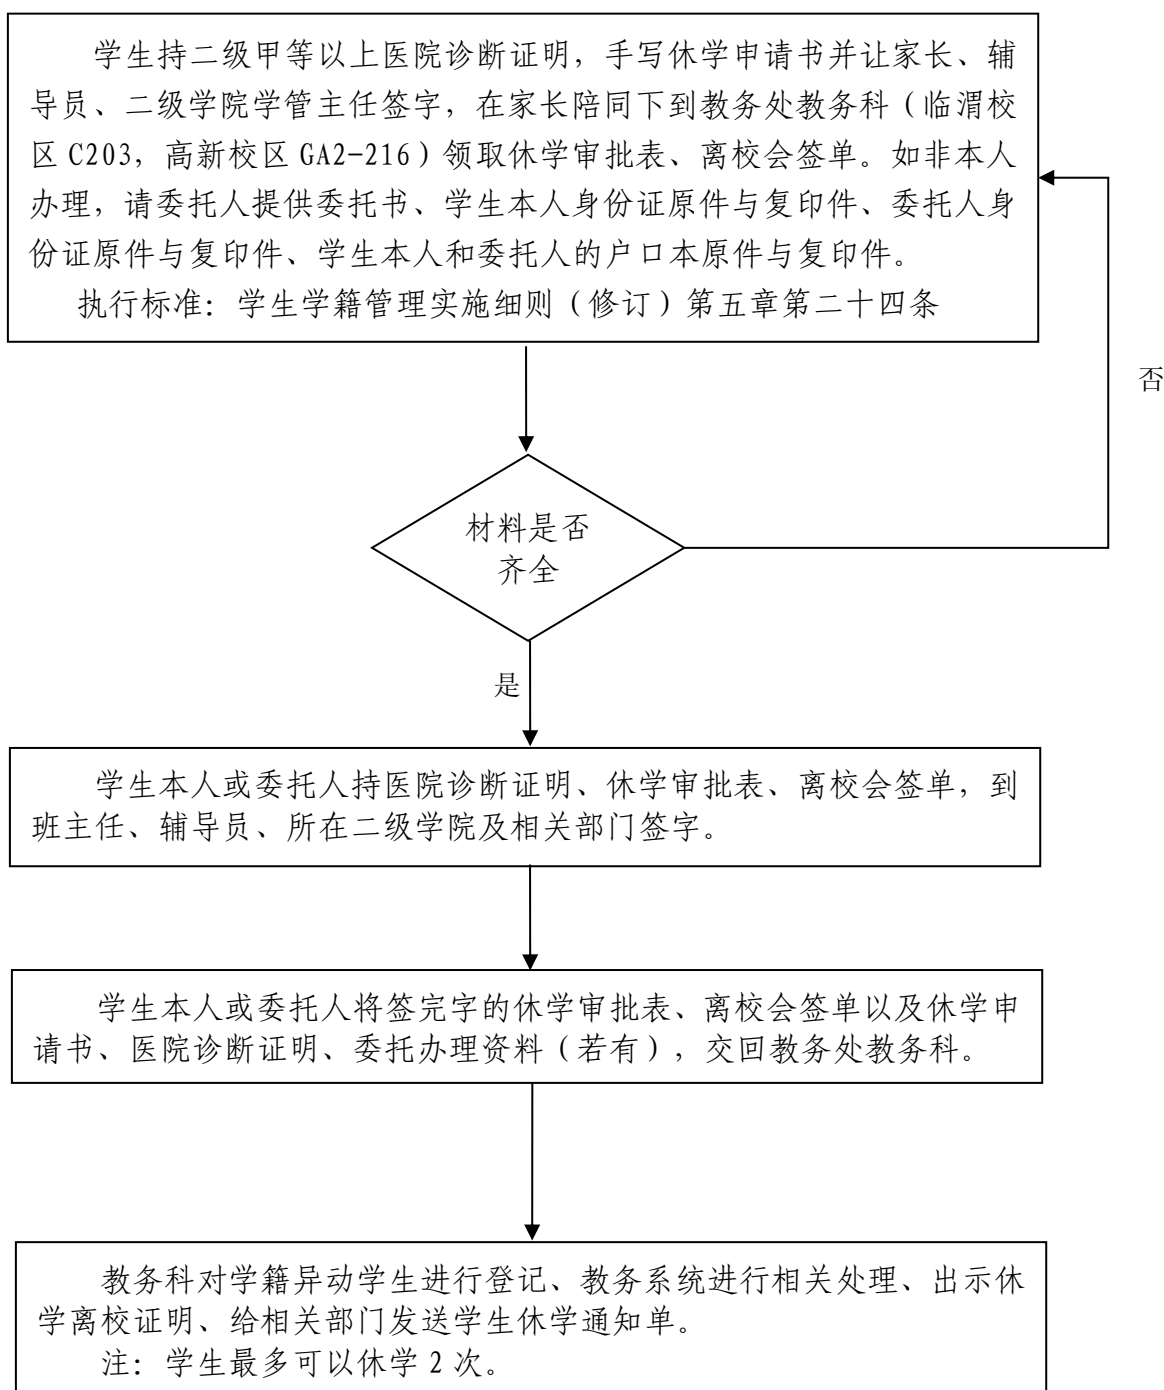 学生持二级甲等以上医院诊断证明，手写休学申请书并让家长、辅
导员、二级学院学管主任签字，在家长陪同下到教务处教务科（临渭校
区 C203，高新校区 GA2-216）领取休学审批表、离校会签单。如非本人
办理，请委托人提供委托书、学生本人身份证原件与复印件、委托人身
份证原件与复印件、学生本人和委托人的户口本原件与复印件。
执行标准：学生学籍管理实施细则（修订）第五章第二十四条
否
材料是否
齐全
是
学生本人或委托人持医院诊断证明、休学审批表、离校会签单，到
班主任、辅导员、所在二级学院及相关部门签字。
学生本人或委托人将签完字的休学审批表、离校会签单以及休学申
请书、医院诊断证明、委托办理资料（若有），交回教务处教务科。
教务科对学籍异动学生进行登记、教务系统进行相关处理、出示休
学离校证明、给相关部门发送学生休学通知单。
注：学生最多可以休学 2 次。